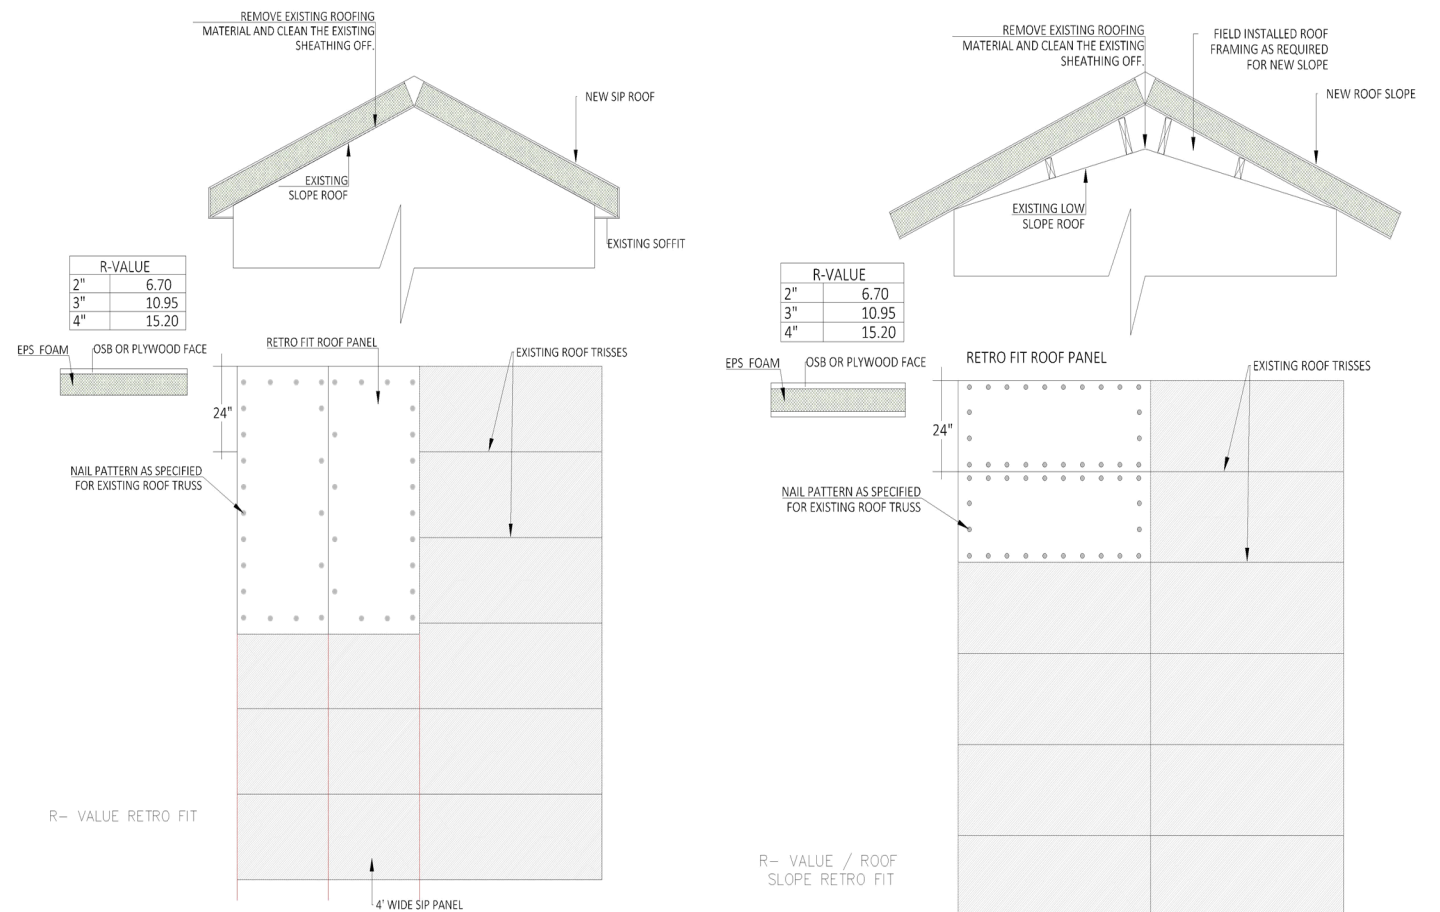 REMOVE EXISTING ROOFING
MATERIAL AND CLEAN THE EXISTING
SHEATHING OFF.
NEW SIP ROOF
EXISTING
SLOPE ROOF
EXISTING SOFFIT
R-VALUE
2" 6.70
3" 10.95
4" 15.20
EPS FOAM
OSB OR PLYWOOD FACE
RETRO FIT ROOF PANEL
EXISTING ROOF TRISSES
24"
NAIL PATTERN AS SPECIFIED
FOR EXISTING ROOF TRUSS
R- VALUE RETRO FIT
4' WIDE SIP PANEL
REMOVE EXISTING ROOFING
MATERIAL AND CLEAN THE EXISTING
SHEATHING OFF.
FIELD INSTALLED ROOF
FRAMING AS REQUIRED
FOR NEW SLOPE
NEW ROOF SLOPE
EXISTING LOW
SLOPE ROOF
R-VALUE
2" 6.70
3" 10.95
4" 15.20
EPS FOAM
OSB OR PLYWOOD FACE
RETRO FIT ROOF PANEL
EXISTING ROOF TRISSES
24"
NAIL PATTERN AS SPECIFIED
FOR EXISTING ROOF TRUSS
R- VALUE / ROOF
SLOPE RETRO FIT